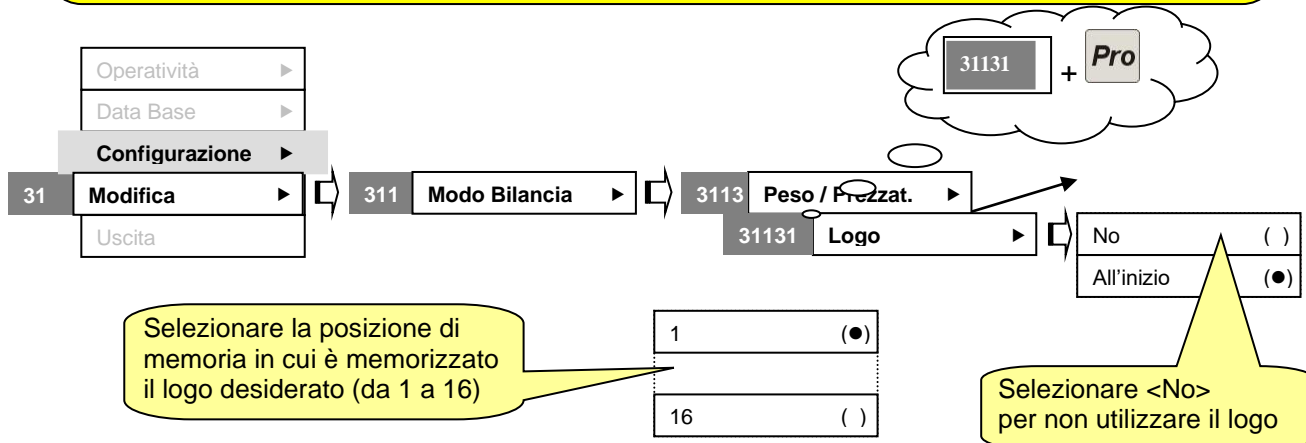 31131 + Pro
Operatività
Data Base
Configurazione
31 Modifica
311 Modo Bilancia
3113 Peso / Prezzat.
Uscita
31131 Logo
No ( )
All'inizio (●)
Selezionare la posizione di
memoria in cui è memorizzato
il logo desiderato (da 1 a 16)
1 (●)
16 ( )
Selezionare <No>
per non utilizzare il logo